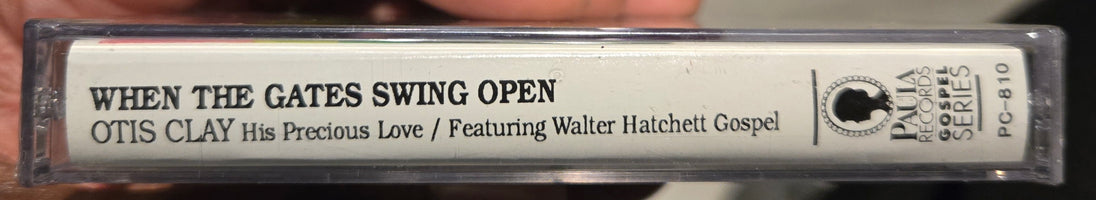 WHEN THE GATES SWING OPEN
OTIS CLAY His Precious Love / Featuring Walter Hatchett Gospel
PAULA
RECORDS
GOSPEL
SERIES
PC-810